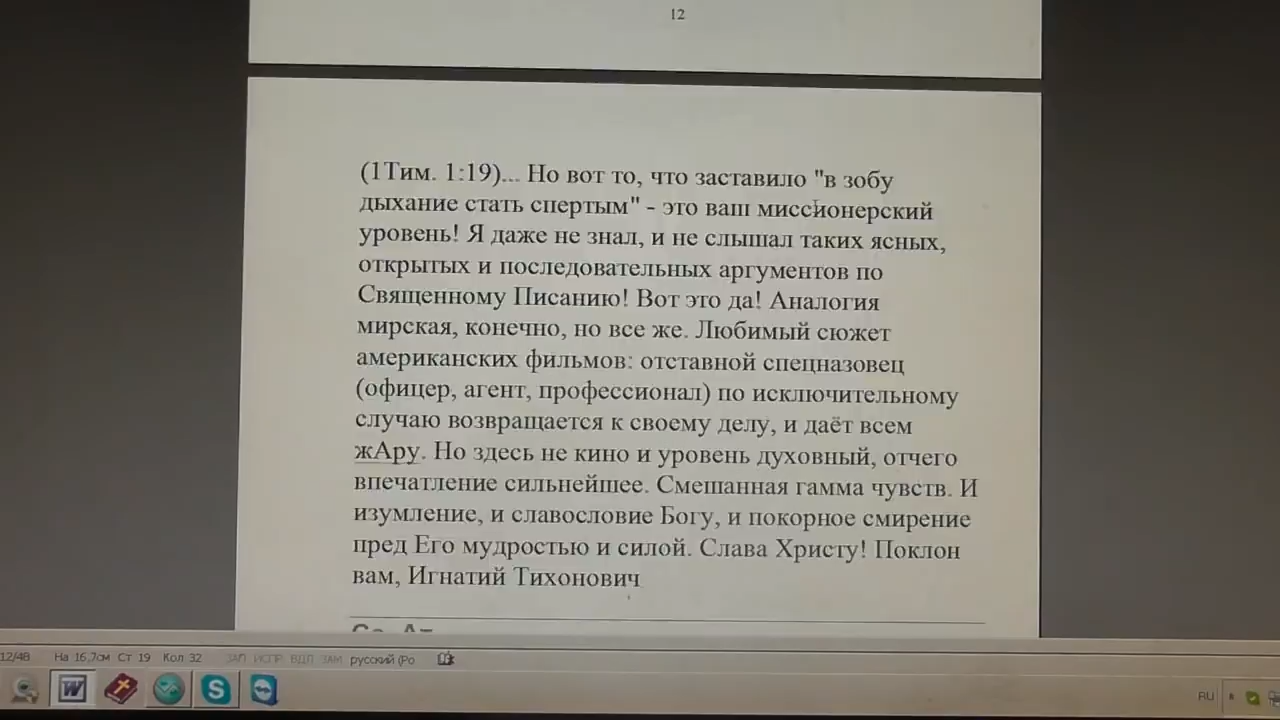 12
(1Тим. 1:19)... Но вот то, что заставило "в зобу
дыхание стать спертым" - это ваш миссионерский
уровень! Я даже не знал, и не слышал таких ясных,
открытых и последовательных аргументов по
Священному Писанию! Вот это да! Аналогия
мирская, конечно, но все же. Любимый сюжет
американских фильмов: отставной спецназовец
(офицер, агент, профессионал) по исключительному
случаю возвращается к своему делу, и даёт всем
жАру. Но здесь не кино и уровень духовный, отчего
впечатление сильнейшее. Смешанная гамма чувств. И
изумление, и славословие Богу, и покорное смирение
пред Его мудростью и силой. Слава Христу! Поклон
вам, Игнатий Тихонович
12/48 На 16,7см Ст 19 Кол 32 ЗАП ИСПР ВДЛ ЗАМ русский (Ро
W S RU